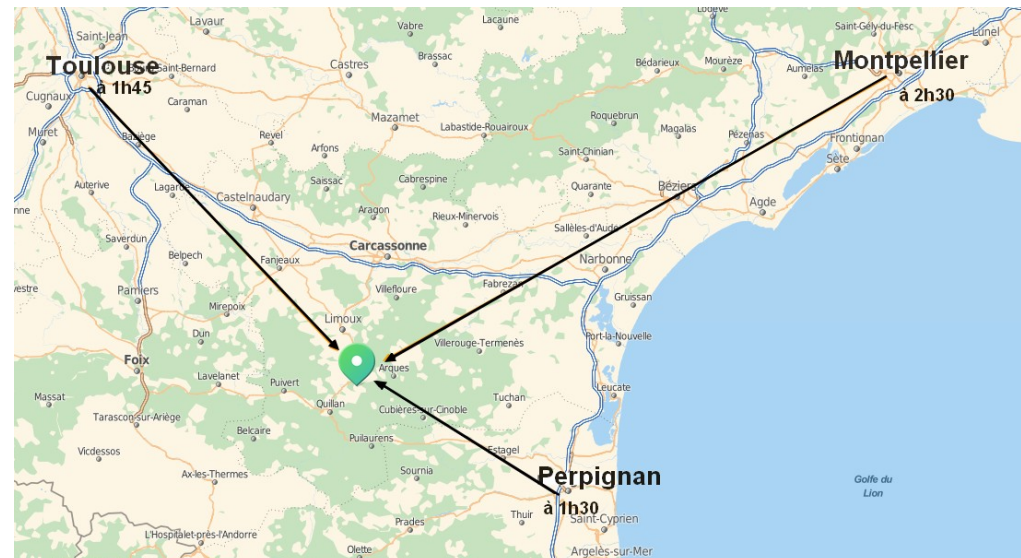 Lavaur
Vabre
Lacaune
Lodève
Saint-Gély-du-Fesc
Lunel
Saint-Jean
Brassac
Toulouse
Saint-Bernard
Castres
Bédarieux
Mourèze
Aumelas
Montpellier
à 1h45
à 2h30
Cugnaux
Caraman
Mazamet
Roquebrun
Muret
Baziège
Revel
Labastide-Rouairoux
Magalas
Pézenas
Frontignan
Arfons
Saint-Chinian
Sète
Auterive
Lagarde
Saissac
Cabrespine
Quarante
Béziers
Castelnaudary
Agde
Aragon
Rieux-Minervois
Sallèles-d'Aude
Saverdun
Carcassonne
Belpech
Fanjeaux
Narbonne
Pamiers
Villefloure
Fabrezan
Gruissan
Mirepoix
Limoux
Dun
Villerouge-Termenès
Port-la-Nouvelle
Foix
Arques
Lavelanet
Puivert
Leucate
Massat
Quillan
Cubières-sur-Cinoble
Tuchan
Tarascon-sur-Ariège
Belcaire
Puilaurens
Vicdessos
Estagel
Ax-les-Thermes
Sournia
Perpignan
Golfe du
Lion
à 1h30
Thuir
Saint-Cyprien
Prades
L'Hospitalet-près-l'Andorre
Olette
Argelès-sur-Mer